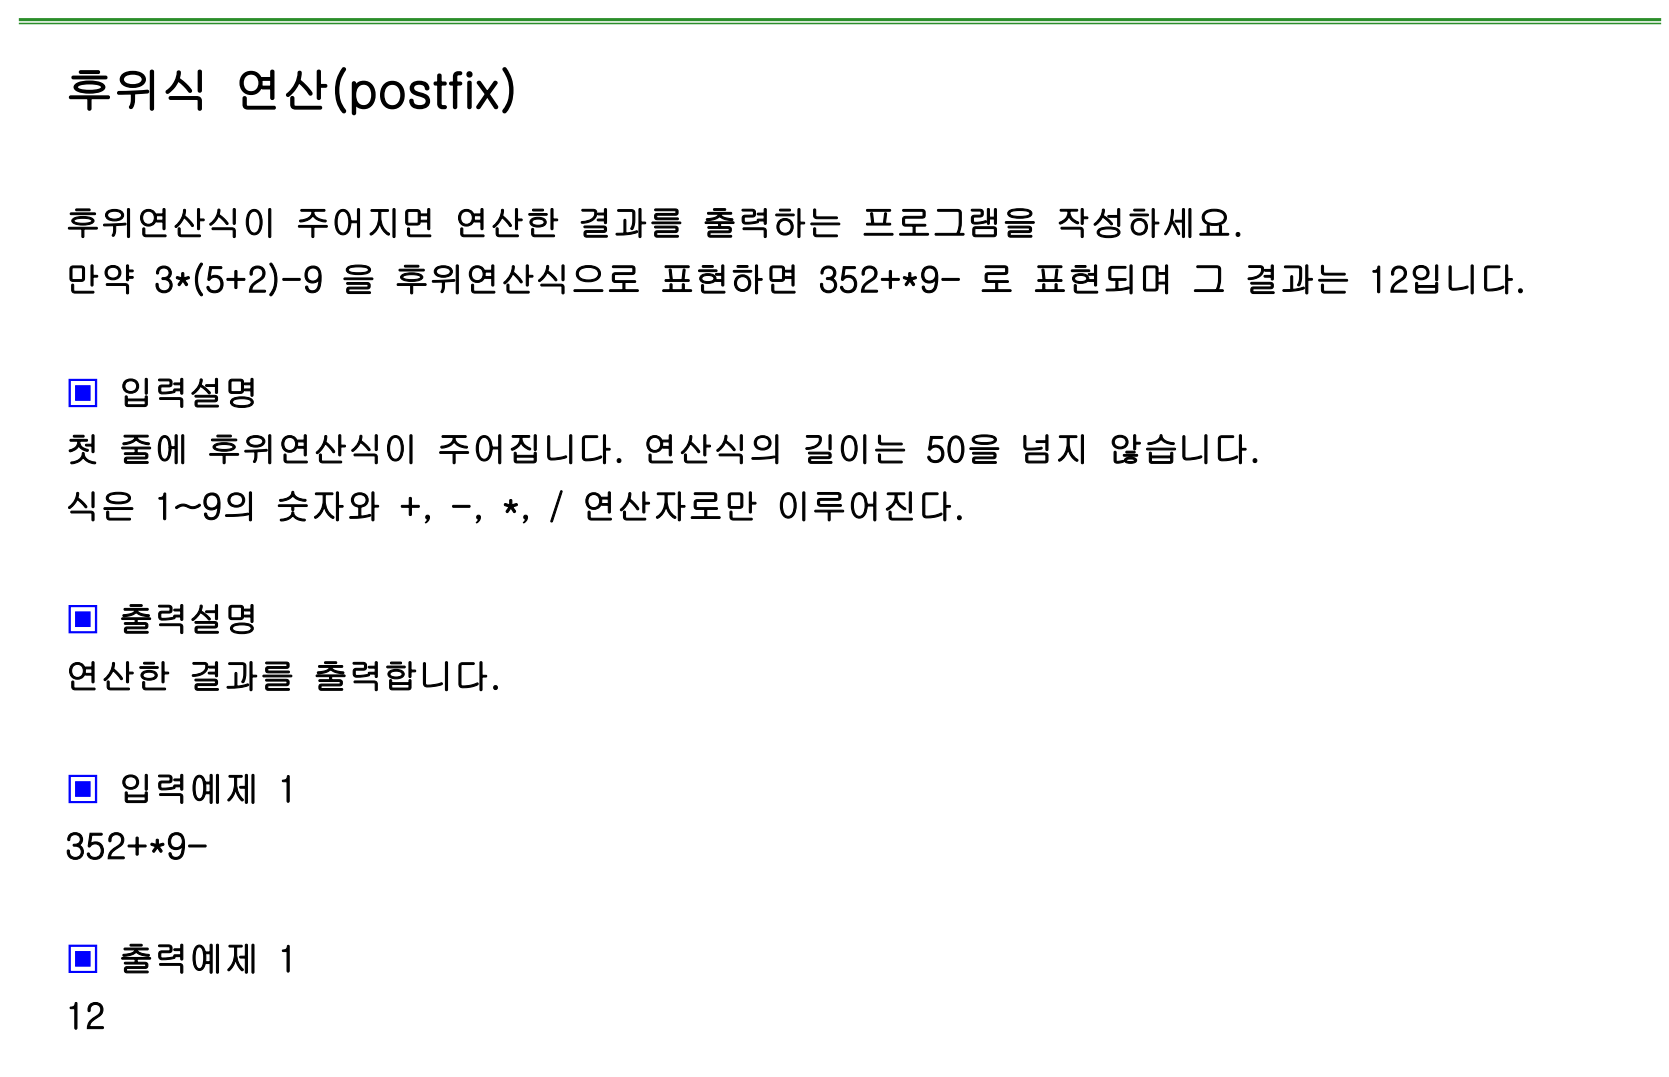 후위식 연산(postfix)
후위연산식이 주어지면 연산한 결과를 출력하는 프로그램을 작성하세요.
만약 3*(5+2)-9 을 후위연산식으로 표현하면 352+*9- 로 표현되며 그 결과는 12입니다.
▣ 입력설명
첫 줄에 후위연산식이 주어집니다. 연산식의 길이는 50을 넘지 않습니다.
식은 1~9의 숫자와 +, -, *, / 연산자로만 이루어진다.
▣ 출력설명
연산한 결과를 출력합니다.
▣ 입력예제 1
352+*9-
▣ 출력예제 1
12